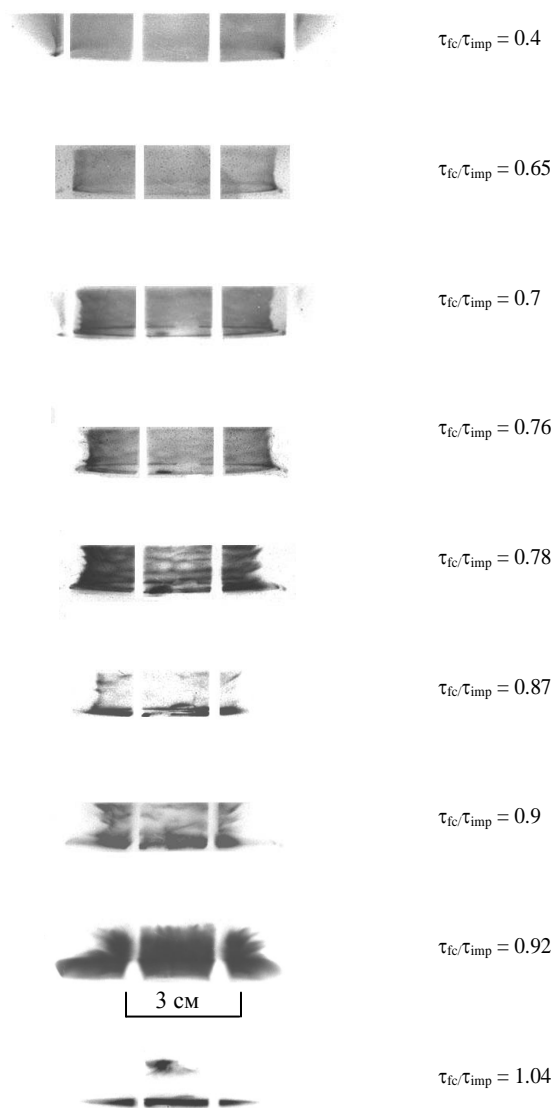 τfc/τimp = 0.4
τfc/τimp = 0.65
τfc/τimp = 0.7
τfc/τimp = 0.76
τfc/τimp = 0.78
τfc/τimp = 0.87
τfc/τimp = 0.9
τfc/τimp = 0.92
3 см
τfc/τimp = 1.04